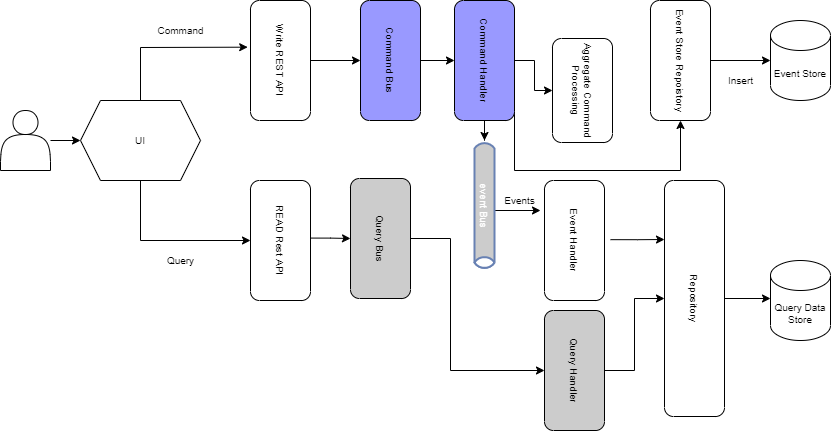 Command
Write REST API
Command Bus
Command Handler
Aggregate Command
Processing
Event Store Repoistory
Insert
Event Store
UI
event Bus
Events
Query
READ Rest API
Query Bus
Event Handler
Query Handler
Repository
Query Data
Store